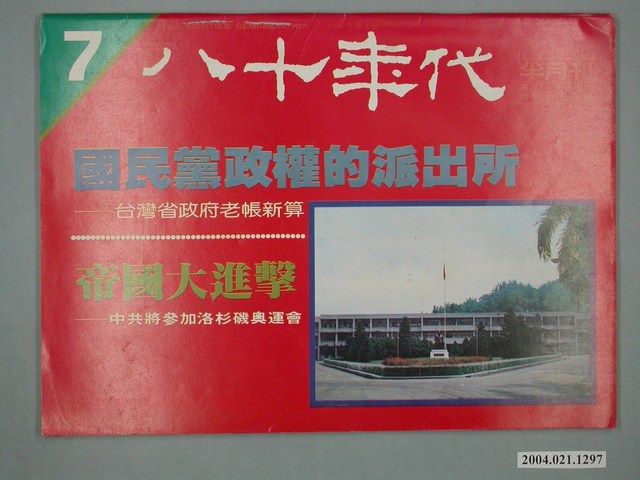 7
八十年代
半月刊
國民黨政權的派出所
——台灣省政府老帳新算
帝國大進擊
——中共將參加洛杉磯奧運會
2004.021.1297